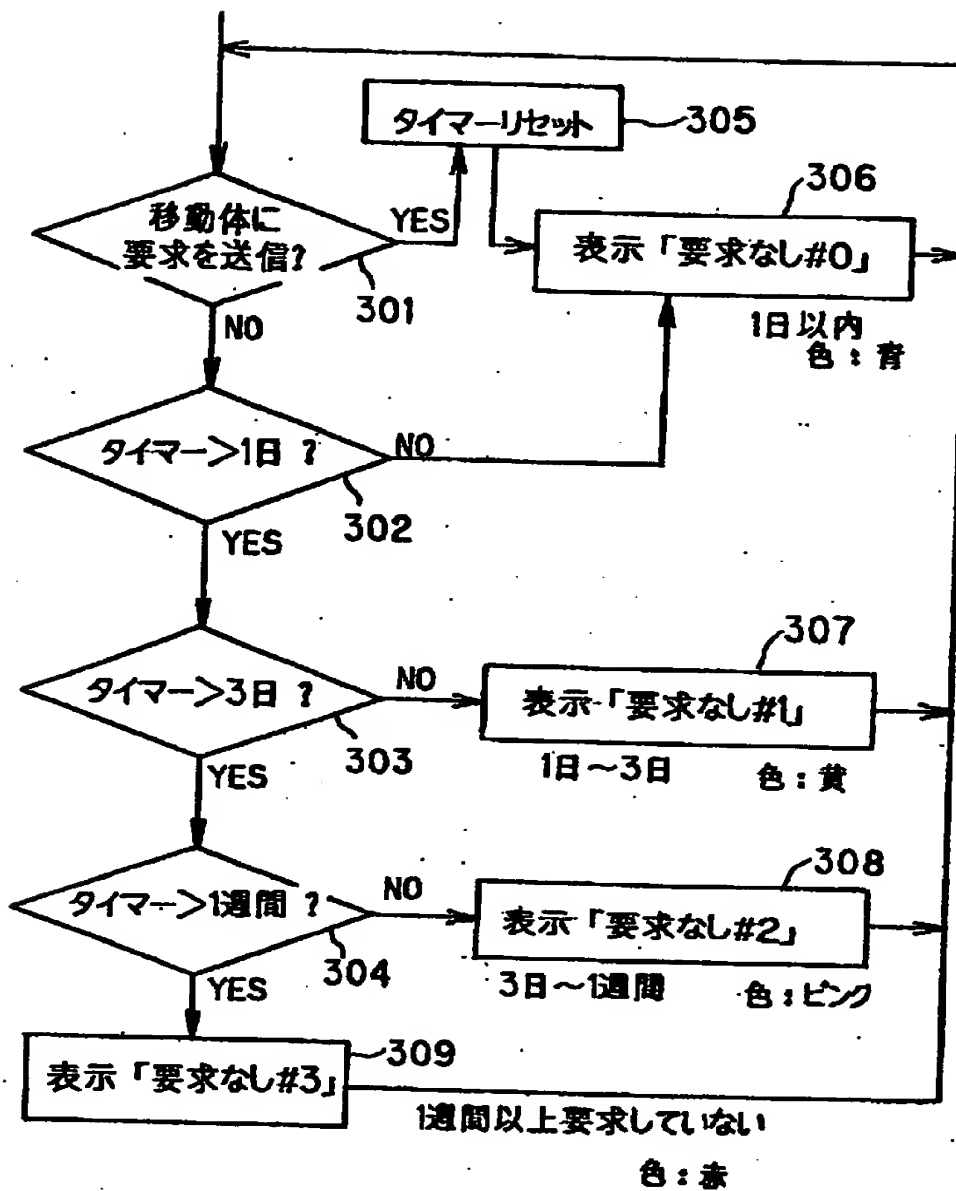 タイマーリセット
305
306
移動体に
要求を送信?
YES
301
表示「要求なし#0」
NO
1日以内
色:青
タイマー>1日 ?
NO
302
YES
307
タイマー>3日 ?
NO
表示「要求なし#1」
303
1日~3日
色:黄
YES
308
タイマー>1週間 ?
NO
表示「要求なし#2」
304
3日~1週間
色:ピンク
YES
309
表示「要求なし#3」
1週間以上要求していない
色:赤